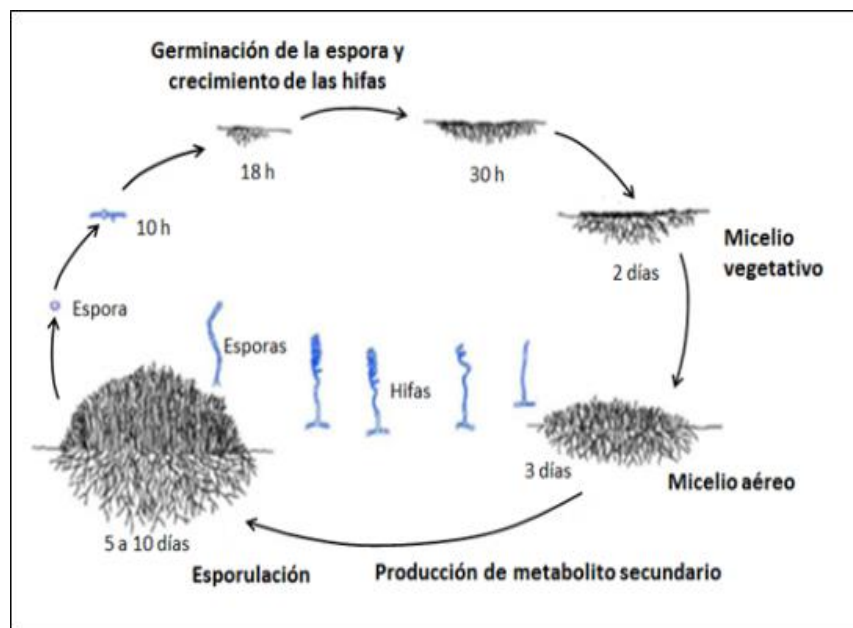 Germinación de la espora y
crecimiento de las hifas
18 h
30 h
10 h
2 días
Micelio
vegetativo
Espora
Esporas
Hifas
3 días
Micelio aéreo
5 a 10 días
Esporulación
Producción de metabolito secundario